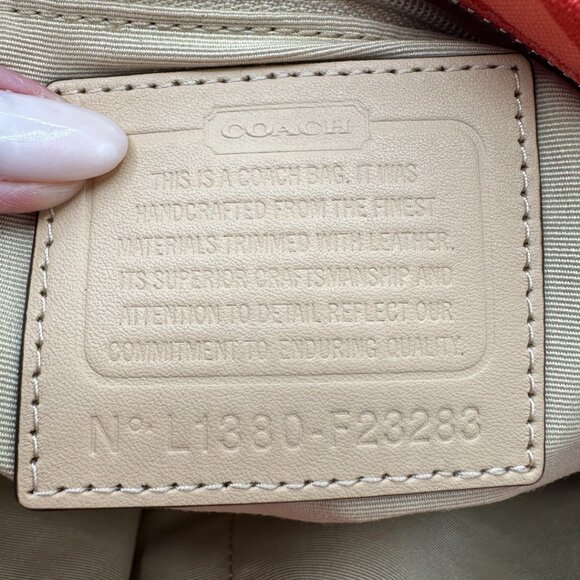 COACH
THIS IS A COACH BAG. IT WAS
HANDCRAFTED FROM THE FINEST
MATERIALS TRIMMED WITH LEATHER.
ITS SUPERIOR CRAFTSMANSHIP AND
ATTENTION TO DETAIL REFLECT OUR
COMMITMENT TO ENDURING QUALITY.
Nº -F23283